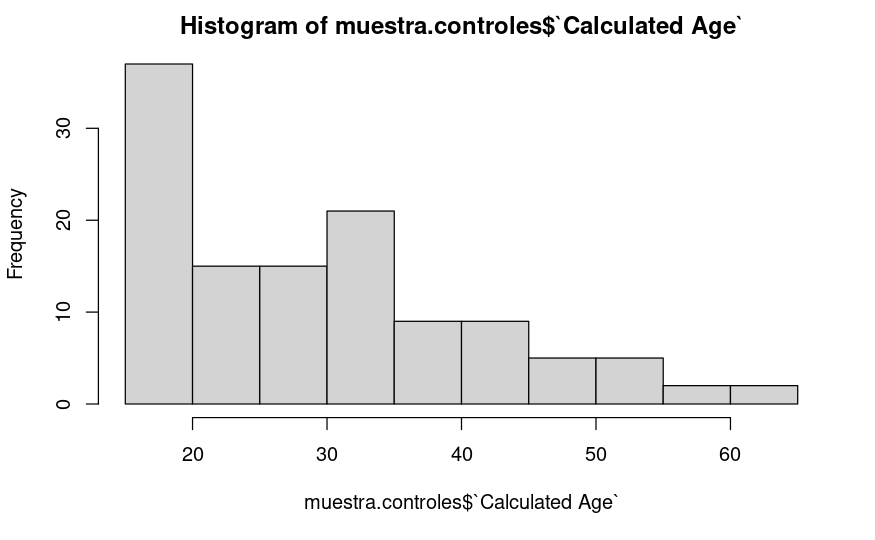 Histogram of muestra.controles$`Calculated Age`
Frequency
30
20
10
0
20 30 40 50 60
muestra.controles$`Calculated Age`